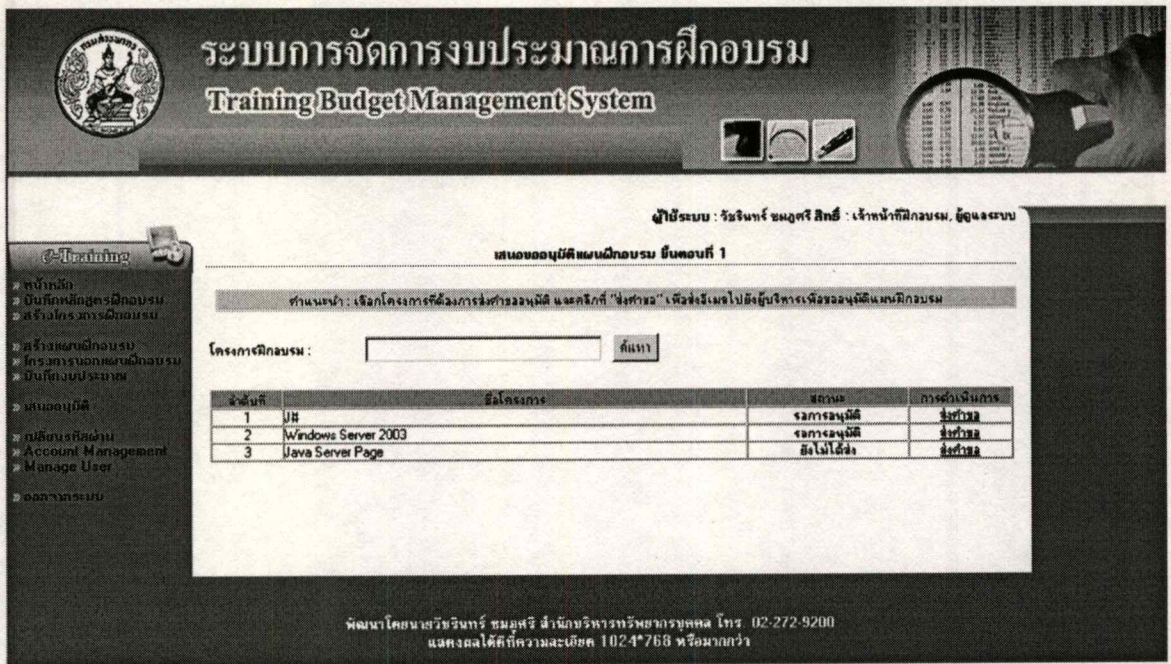 กรมสรรพากร
ระบบการจัดการงบประมาณการฝึกอบรม
Training Budget Management System
ผู้ใช้ระบบ : วัชรินทร์ ชมภูศรี สิทธิ์ : เจ้าหน้าที่ฝึกอบรม, ผู้ดูแลระบบ
e-Training
เสนอขออนุมัติแผนฝึกอบรม ขั้นตอนที่ 1
» หน้าหลัก
» บันทึกหลักสูตรฝึกอบรม
» สร้างโครงการฝึกอบรม
คำแนะนำ : เลือกโครงการที่ต้องการส่งคำขออนุมัติ และคลิกที่ "ส่งคำขอ" เพื่อส่งอีเมลไปยังผู้บริหารเพื่อขออนุมัติแผนฝึกอบรม
» สร้างแผนฝึกอบรม
» โครงการนอกแผนฝึกอบรม
» บันทึกงบประมาณ
โครงการฝึกอบรม : ค้นหา
» เสนออนุมัติ
ลำดับที่ ชื่อโครงการ สถานะ การดำเนินการ
1 J# รอการอนุมัติ ส่งคำขอ
2 Windows Server 2003 รอการอนุมัติ ส่งคำขอ
3 Java Server Page ยังไม่ได้ส่ง ส่งคำขอ
» เปลี่ยนรหัสผ่าน
» Account Management
» Manage User
» ออกจากระบบ
พัฒนาโดยนายวัชรินทร์ ชมภูศรี สำนักบริหารทรัพยากรบุคคล โทร. 02-272-9200
แสดงผลได้ดีที่ความละเอียด 1024*768 หรือมากกว่า